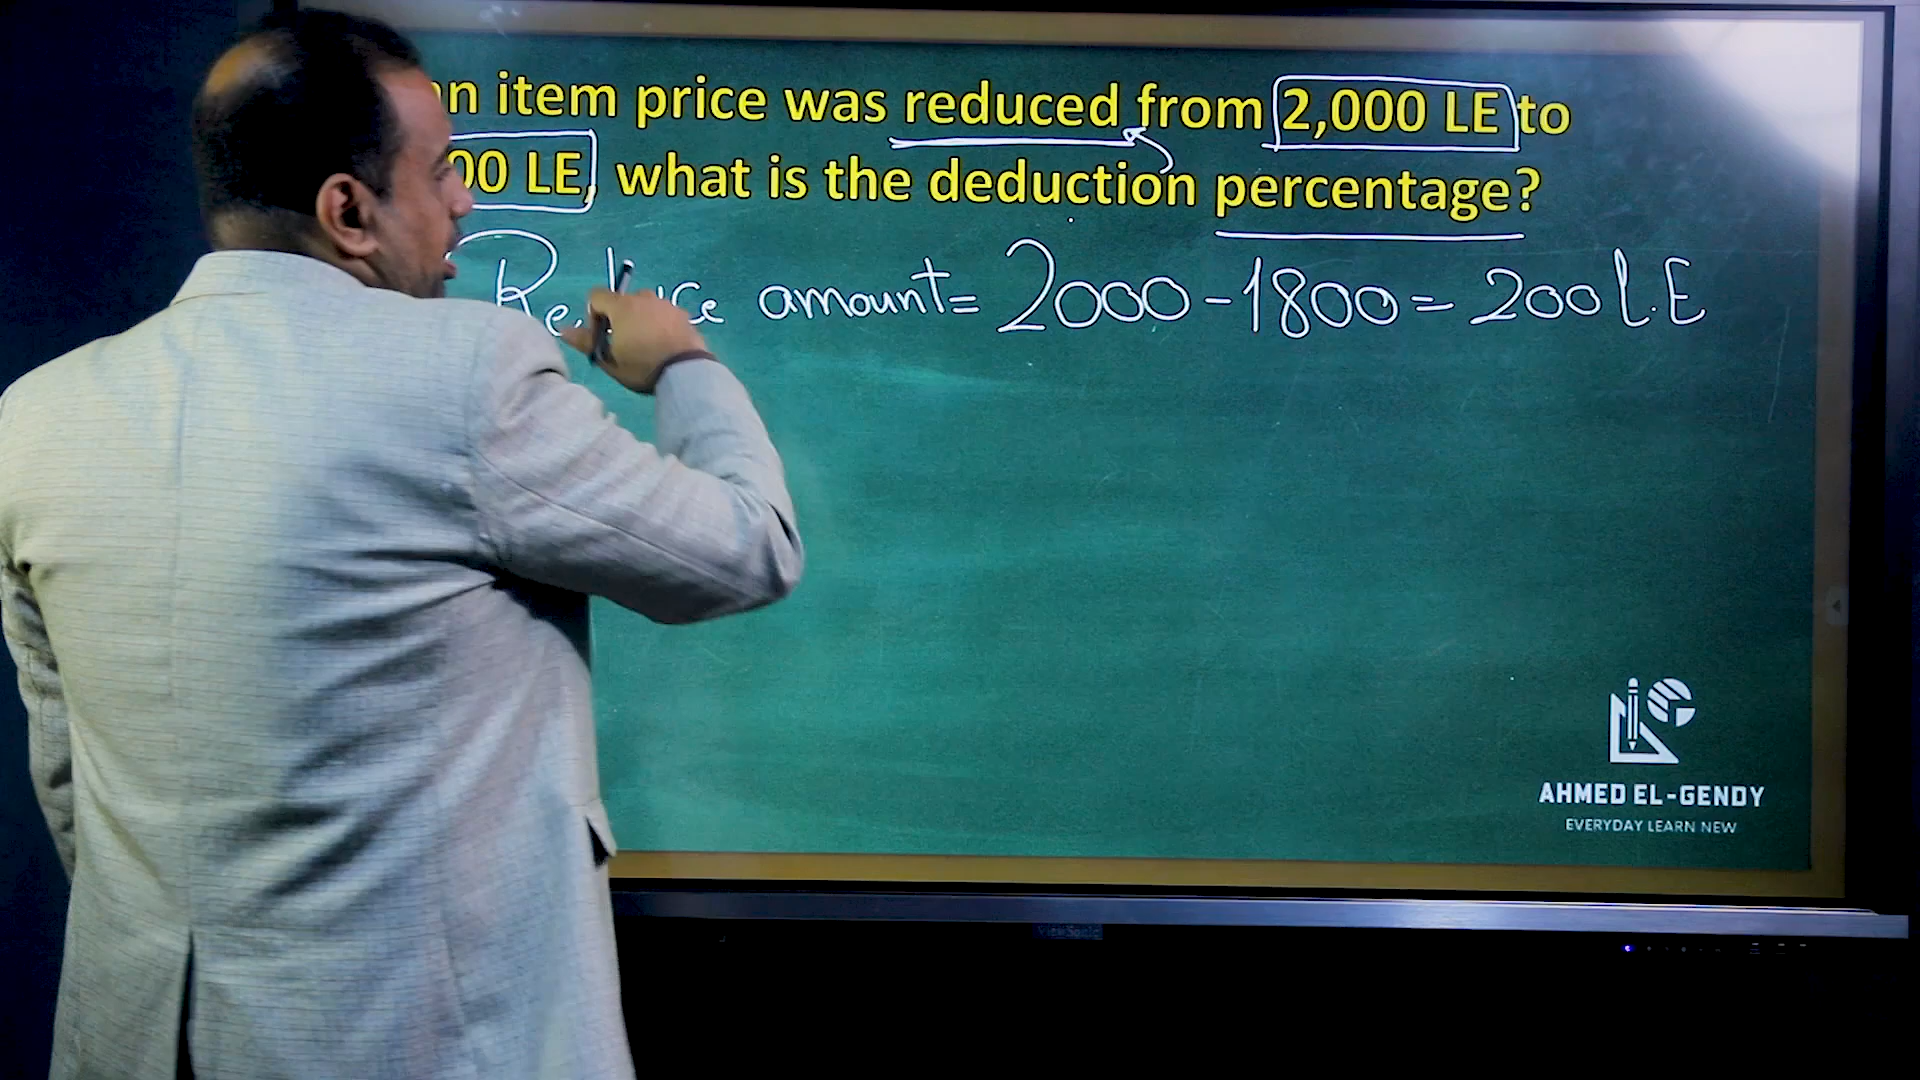 n item price was reduced from 2,000 LE to
00 LE, what is the deduction percentage?
amount = 2000 - 1800 = 200 L.E
AHMED EL-GENDY
EVERYDAY LEARN NEW
ViewSonic